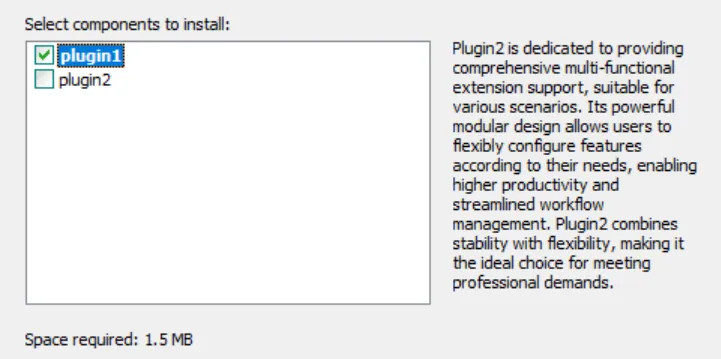 Select components to install:
plugin1
plugin2
Plugin2 is dedicated to providing
comprehensive multi-functional
extension support, suitable for
various scenarios. Its powerful
modular design allows users to
flexibly configure features
according to their needs, enabling
higher productivity and
streamlined workflow
management. Plugin2 combines
stability with flexibility, making it
the ideal choice for meeting
professional demands.
Space required: 1.5 MB